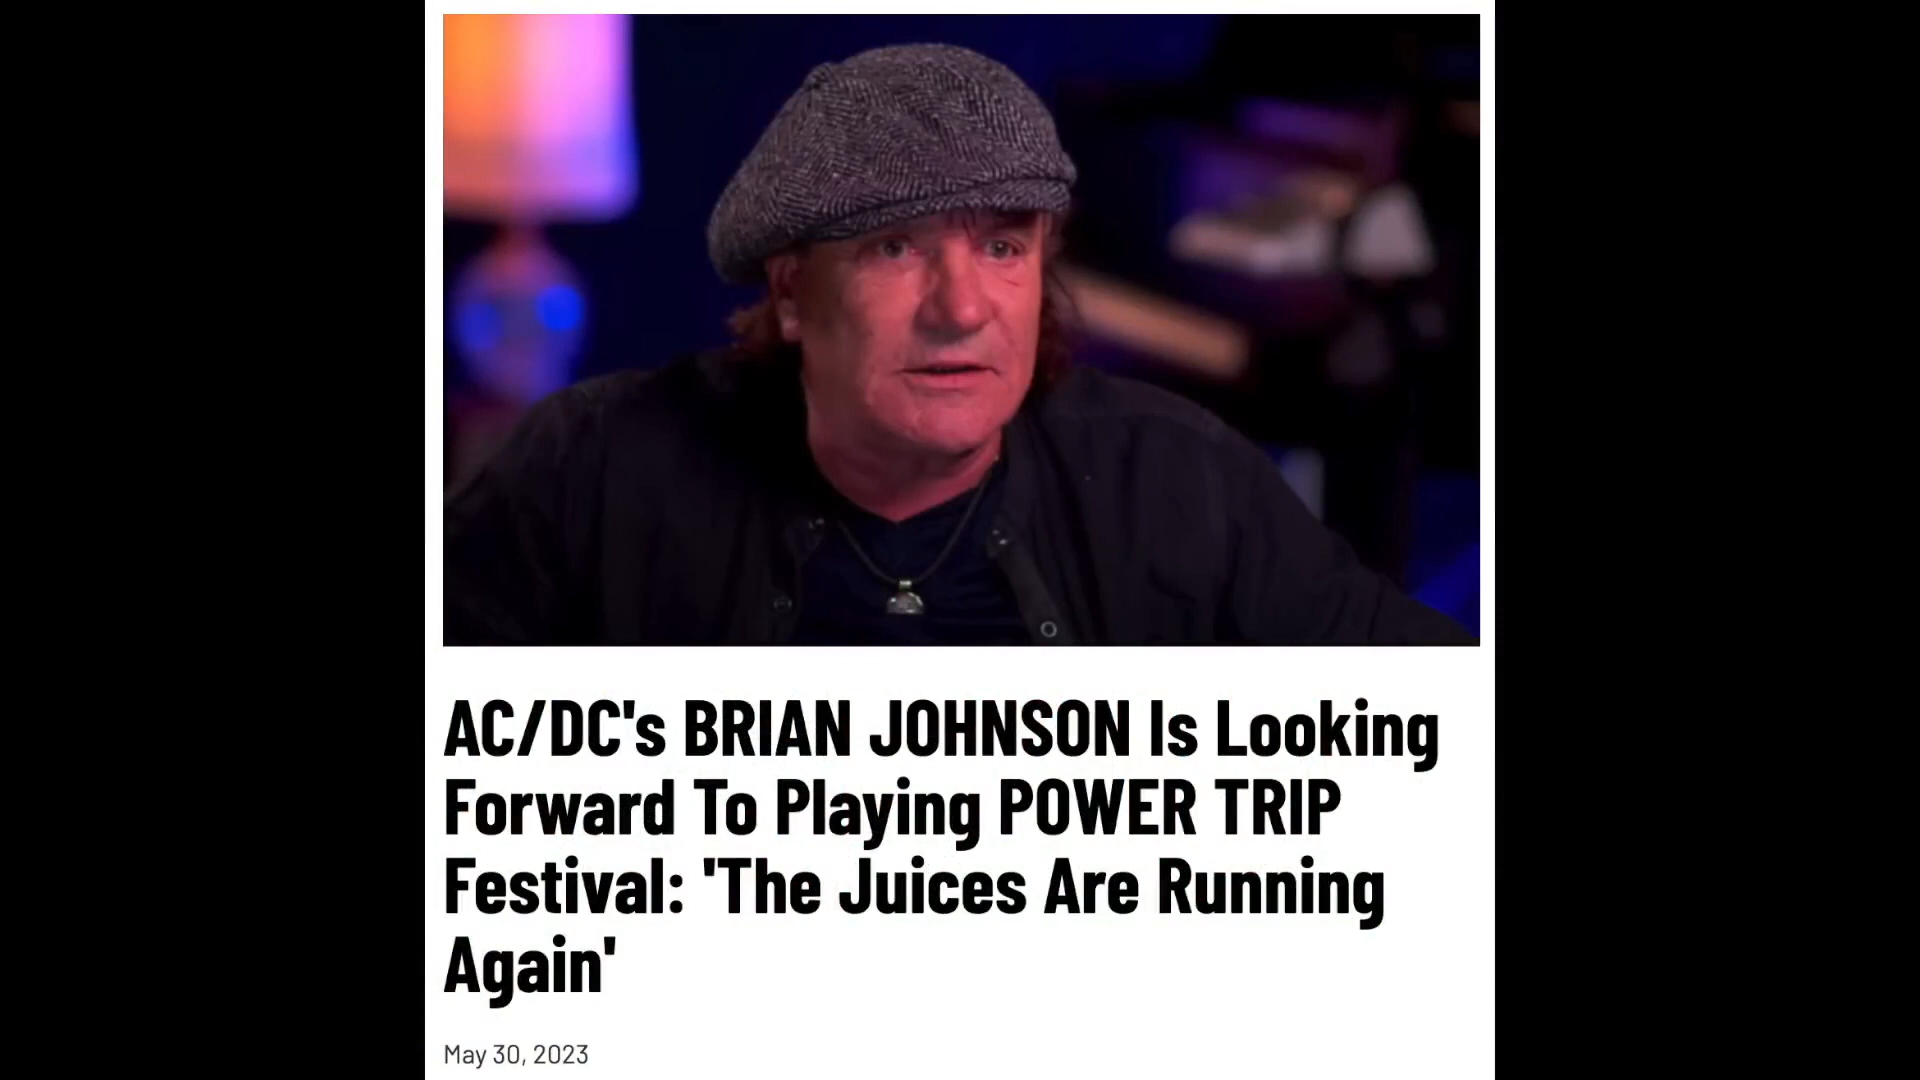 AC/DC's BRIAN JOHNSON Is Looking
Forward To Playing POWER TRIP
Festival: 'The Juices Are Running
Again'
May 30, 2023